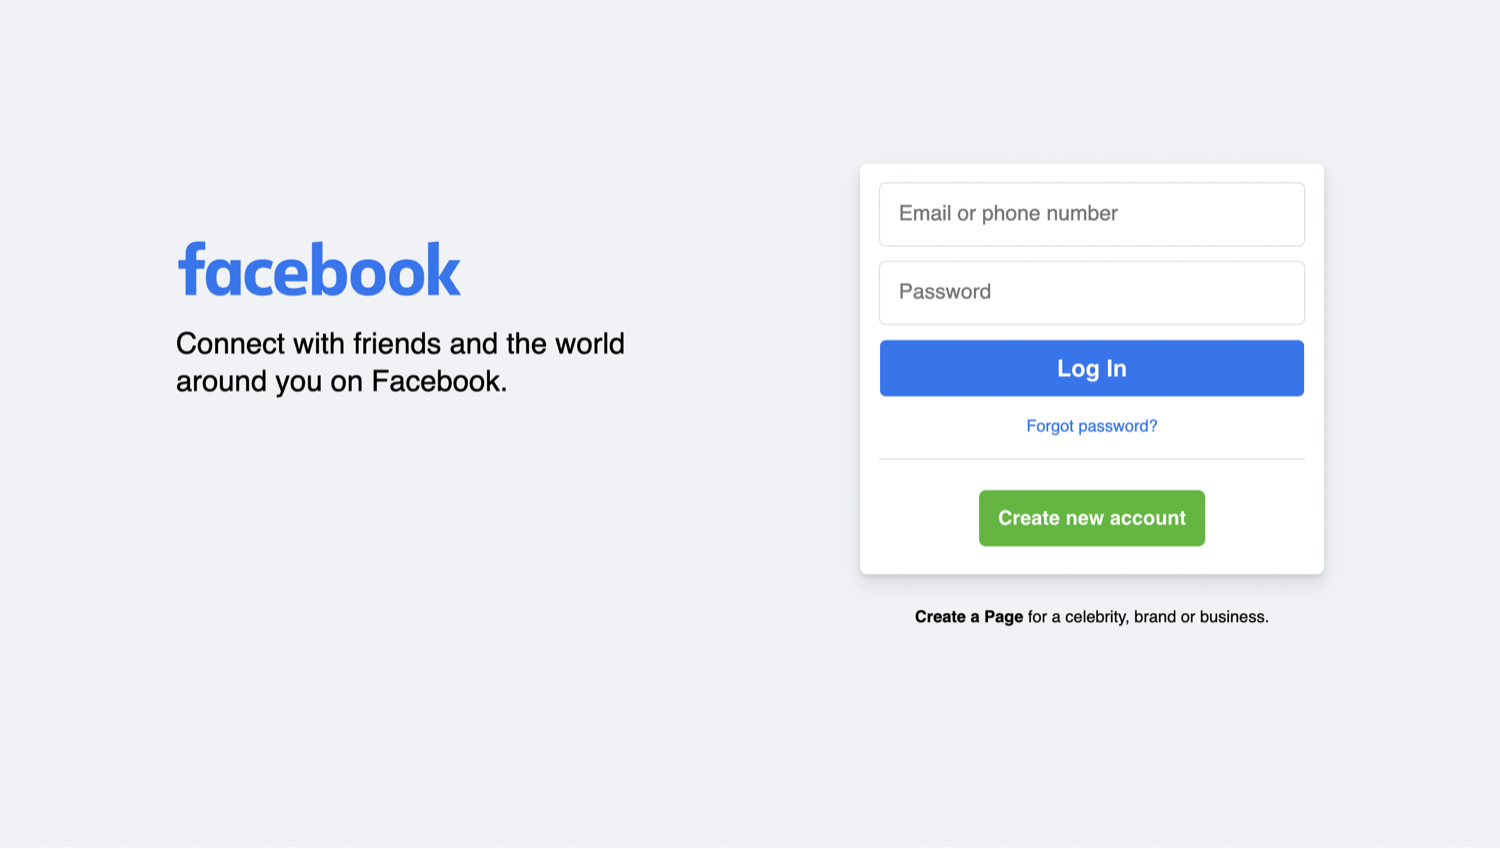 facebook
Connect with friends and the world
around you on Facebook.
Email or phone number
Password
Log In
Forgot password?
Create new account
Create a Page for a celebrity, brand or business.